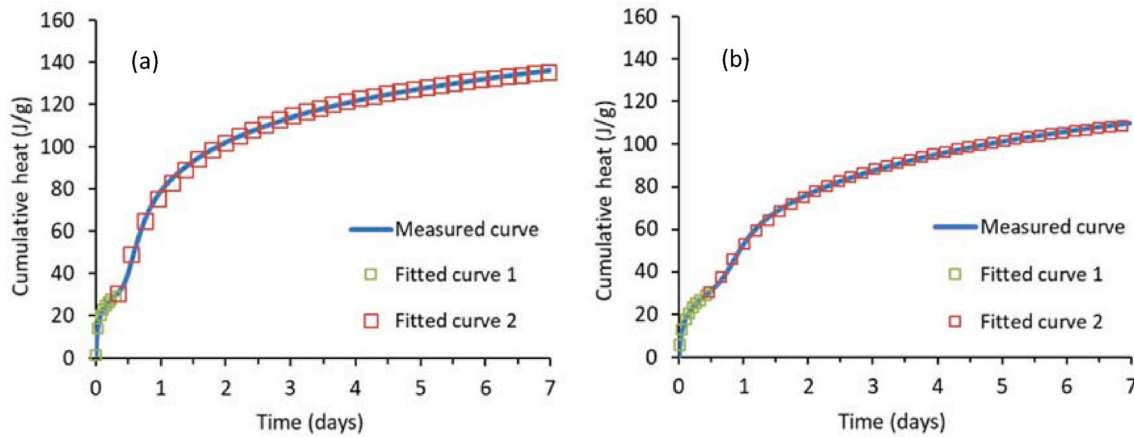 (a)
Cumulative heat (J/g)
160
140
120
100
80
60
40
20
0
Measured curve
Fitted curve 1
Fitted curve 2
0 1 2 3 4 5 6 7
Time (days)
(b)
Cumulative heat (J/g)
160
140
120
100
80
60
40
20
0
Measured curve
Fitted curve 1
Fitted curve 2
0 1 2 3 4 5 6 7
Time (days)